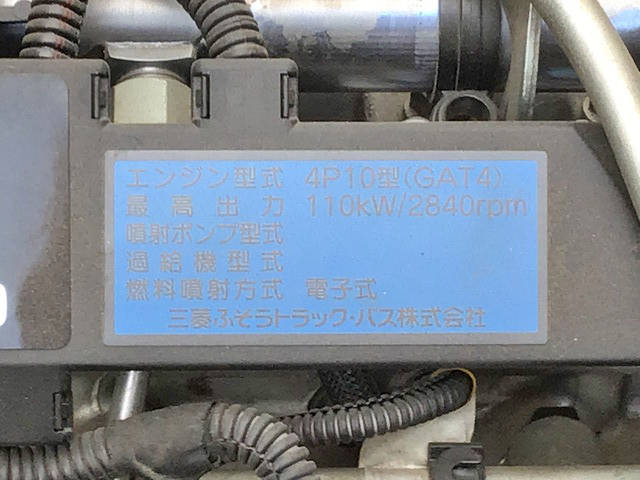 エンジン型式 4P10型(GAT4)
最高出力 110kW/2840rpm
噴射ポンプ型式
過給機型式
燃料噴射方式 電子式
三菱ふそうトラック・バス株式会社